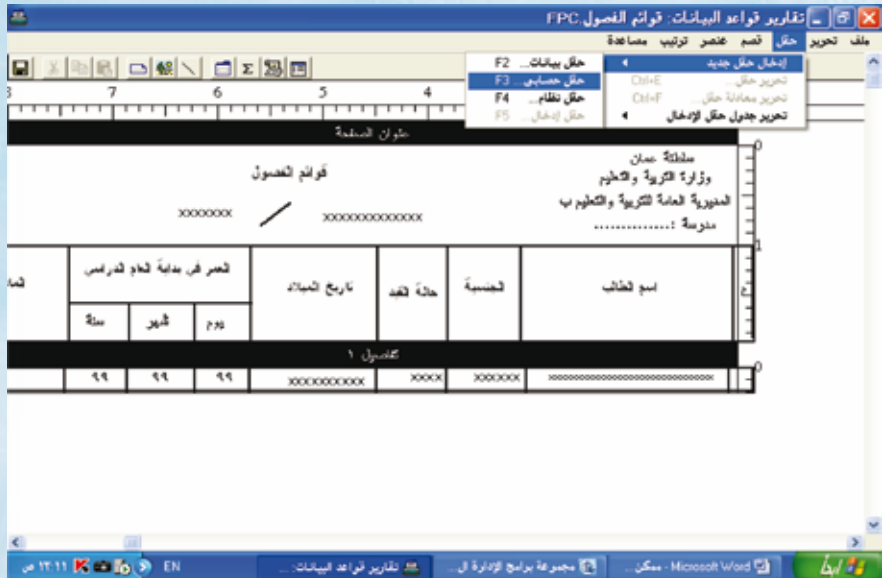 تقارير قواعد البيانات: قوائم الفصول.FPC
ملف تحرير حقل قسم عنصر ترتيب مساعدة
إدخال حقل جديد
تحرير حقل... Ctrl+E
تحرير معادلة حقل... Ctrl+F
تحرير جدول حقل الإدخال
حقل بيانات... F2
حقل حسابي... F3
حقل نظام... F4
حقل إدخال... F5
7 6 5 4
عنوان الصفحة
سلطنة عمان
وزارة التربية والتعليم
المديرية العامة للتربية والتعليم ب
مدرسة :...............
قوائم الفصول
xxxxxxxxxxxxx / xxxxxxx
0
1
م
اسم الطالب
الجنسية
حالة القيد
تاريخ الميلاد
العمر في بداية العام الدراسي
يوم شهر سنة
تفاصيل ١
xxxxxx xxxx xxxxxxxxxx ٩٩ ٩٩ ٩٩
0
ابدأ
Microsoft Word - ممكن...
مجموعة برامج الإدارة ال...
تقارير قواعد البيانات: ...
EN
١٢:١١ ص